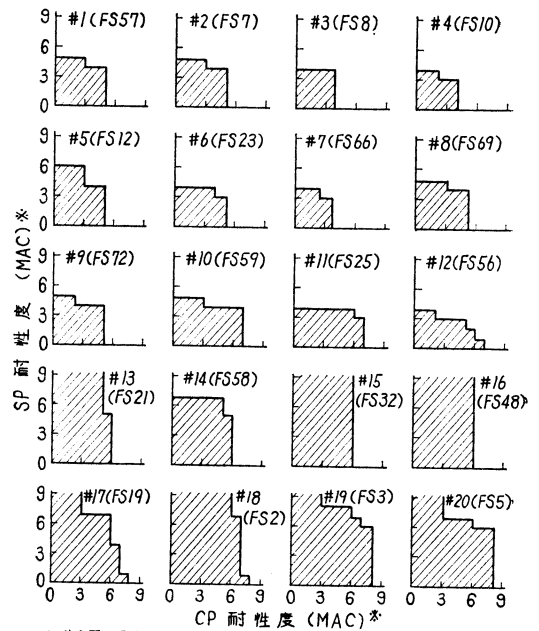 9 #1(FS57) #2(FS7) #3(FS8) #4(FS10)
6
3
0
9 #5(FS12) #6(FS23) #7(FS66) #8(FS69)
6
3
0
9 #9(FS72) #10(FS59) #11(FS25) #12(FS56)
6
3
0
SP 耐性度 (MAC)※
9 #13 #14(FS58) #15 #16
(FS21) (FS32) (FS48)
6
3
0
9 #17(FS19) #18 #19(FS3) #20(FS5)
(FS2)
6
3
0
0 3 6 9 0 3 6 9 0 3 6 9 0 3 6 9
CP 耐性度 (MAC)※